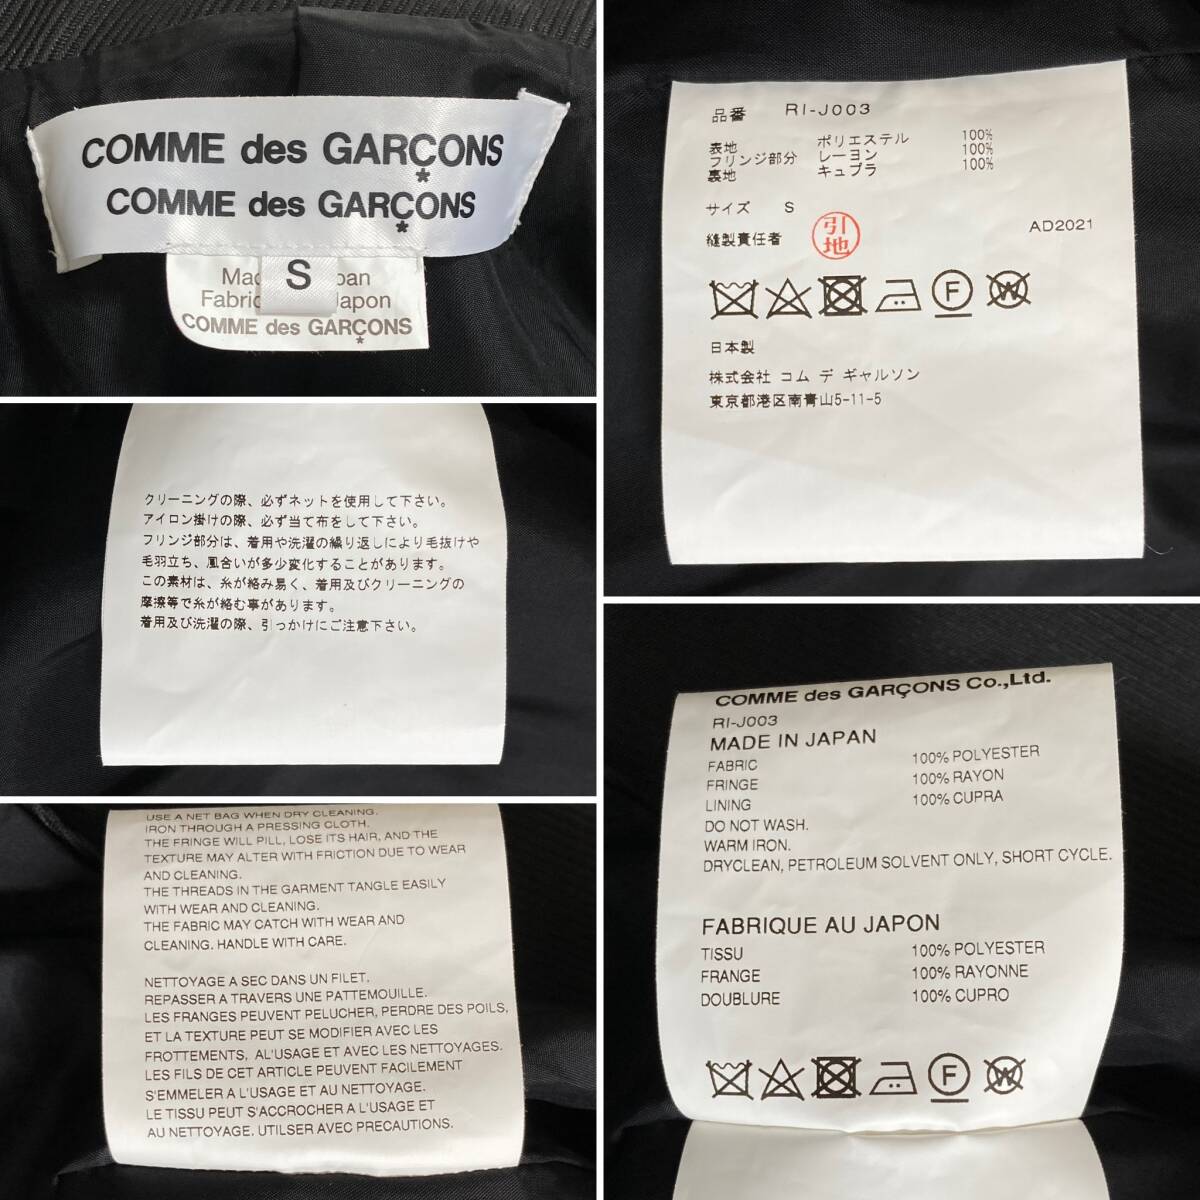 COMME des GARÇONS
*
COMME des GARÇONS
*
S
Japon
COMME des GARÇONS
*
品番 RI-J003
表地 ポリエステル 100%
フリンジ部分 レーヨン 100%
裏地 キュプラ 100%
サイズ S
縫製責任者 引地 AD2021
F W
日本製
株式会社 コム デ ギャルソン
東京都港区南青山5-11-5
クリーニングの際、必ずネットを使用して下さい。
アイロン掛けの際、必ず当て布をして下さい。
フリンジ部分は、着用や洗濯の繰り返しにより毛抜けや
毛羽立ち、風合いが多少変化することがあります。
この素材は、糸が絡み易く、着用及びクリーニングの
摩擦等で糸が絡む事があります。
着用及び洗濯の際、引っかけにご注意下さい。
COMME des GARÇONS Co.,Ltd.
RI-J003
MADE IN JAPAN
FABRIC 100% POLYESTER
FRINGE 100% RAYON
LINING 100% CUPRA
DO NOT WASH.
WARM IRON.
DRYCLEAN, PETROLEUM SOLVENT ONLY, SHORT CYCLE.
FABRIQUE AU JAPON
TISSU 100% POLYESTER
FRANGE 100% RAYONNE
DOUBLURE 100% CUPRO
F W
USE A NET BAG WHEN DRY CLEANING.
IRON THROUGH A PRESSING CLOTH.
THE FRINGE WILL PILL, LOSE ITS HAIR, AND THE
TEXTURE MAY ALTER WITH FRICTION DUE TO WEAR
AND CLEANING.
THE THREADS IN THE GARMENT TANGLE EASILY
WITH WEAR AND CLEANING.
THE FABRIC MAY CATCH WITH WEAR AND
CLEANING. HANDLE WITH CARE.
NETTOYAGE A SEC DANS UN FILET.
REPASSER A TRAVERS UNE PATTEMOUILLE.
LES FRANGES PEUVENT PELUCHER, PERDRE DES POILS,
ET LA TEXTURE PEUT SE MODIFIER AVEC LES
FROTTEMENTS, AL'USAGE ET AVEC LES NETTOYAGES.
LES FILS DE CET ARTICLE PEUVENT FACILEMENT
S'EMMELER A L'USAGE ET AU NETTOYAGE.
LE TISSU PEUT S'ACCROCHER A L'USAGE ET
AU NETTOYAGE. UTILSER AVEC PRECAUTIONS.